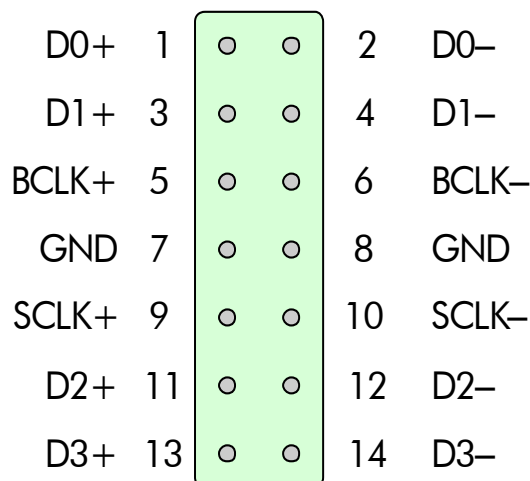 D0+ 1 2 D0–
D1+ 3 4 D1–
BCLK+ 5 6 BCLK–
GND 7 8 GND
SCLK+ 9 10 SCLK–
D2+ 11 12 D2–
D3+ 13 14 D3–